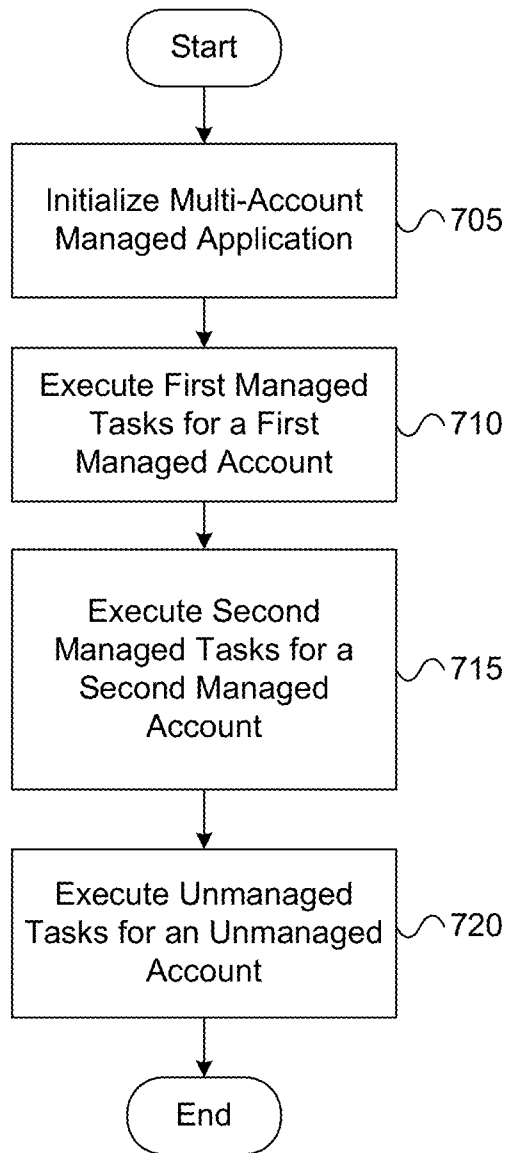 Start
Initialize Multi-Account
Managed Application
705
Execute First Managed
Tasks for a First
Managed Account
710
Execute Second
Managed Tasks for a
Second Managed
Account
715
Execute Unmanaged
Tasks for an Unmanaged
Account
720
End